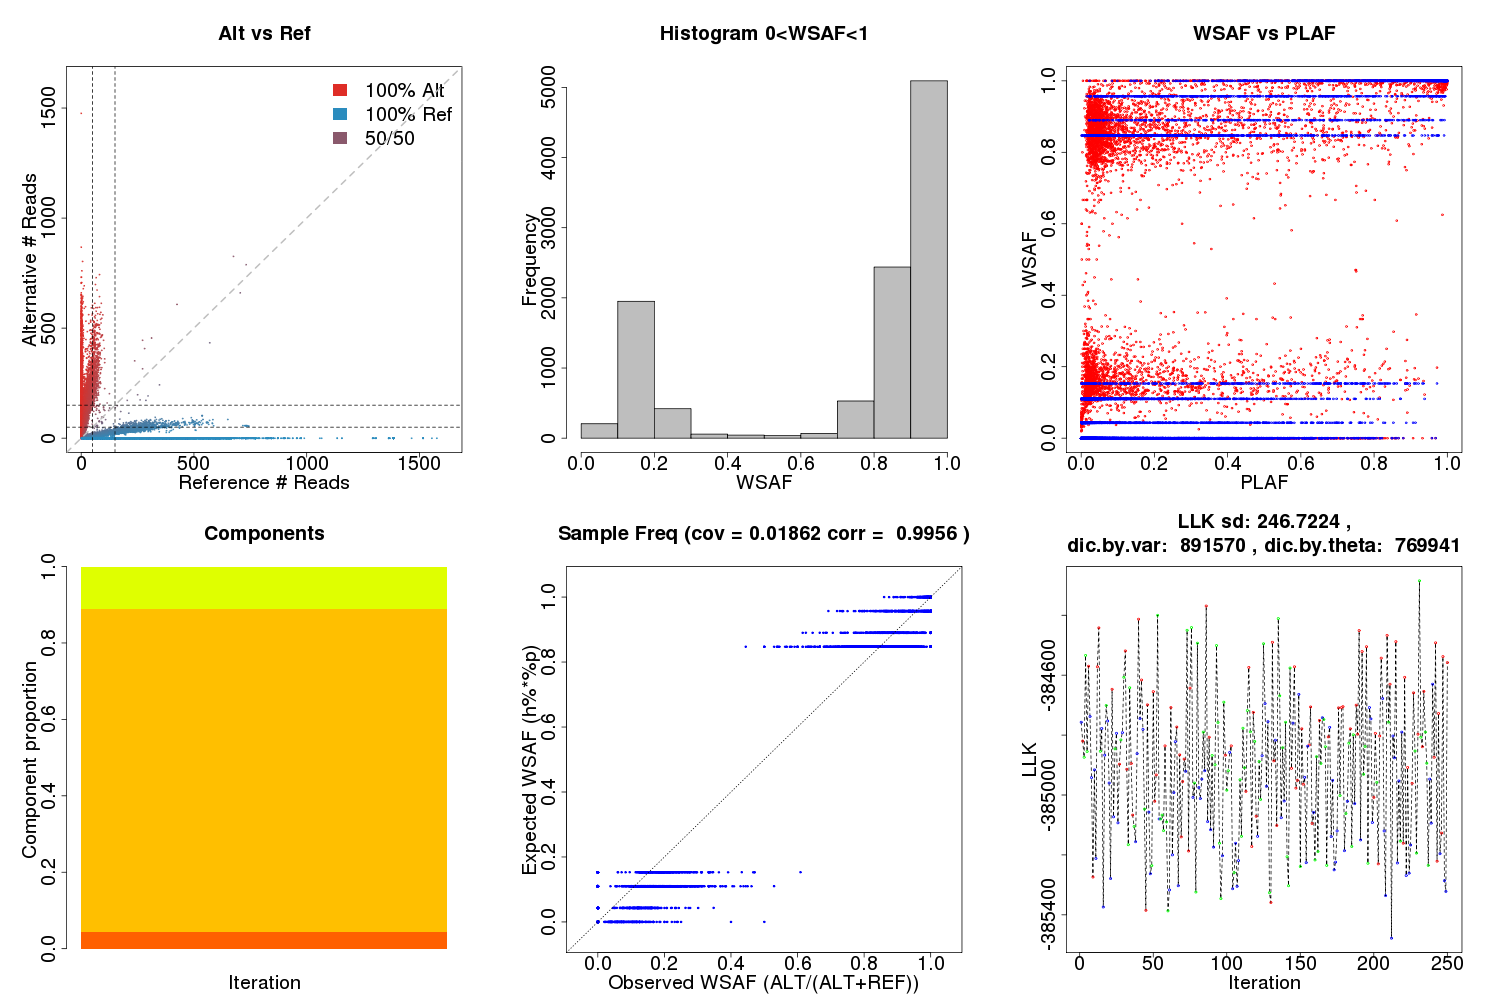 Alt vs Ref
100% Alt
100% Ref
50/50
Alternative # Reads
0
500
1000
1500
0
500
1000
1500
Reference # Reads
Histogram 0<WSAF<1
Frequency
0
1000
2000
3000
4000
5000
0.0
0.2
0.4
0.6
0.8
1.0
WSAF
WSAF vs PLAF
WSAF
0.0
0.2
0.4
0.6
0.8
1.0
0.0
0.2
0.4
0.6
0.8
1.0
PLAF
Components
Component proportion
0.0
0.2
0.4
0.6
0.8
1.0
Iteration
Sample Freq (cov = 0.01862 corr = 0.9956 )
Expected WSAF (h%*%p)
0.0
0.2
0.4
0.6
0.8
1.0
0.0
0.2
0.4
0.6
0.8
1.0
Observed WSAF (ALT/(ALT+REF))
LLK sd: 246.7224 ,
dic.by.var: 891570 , dic.by.theta: 769941
LLK
-385400
-385000
-384600
0
50
100
150
200
250
Iteration